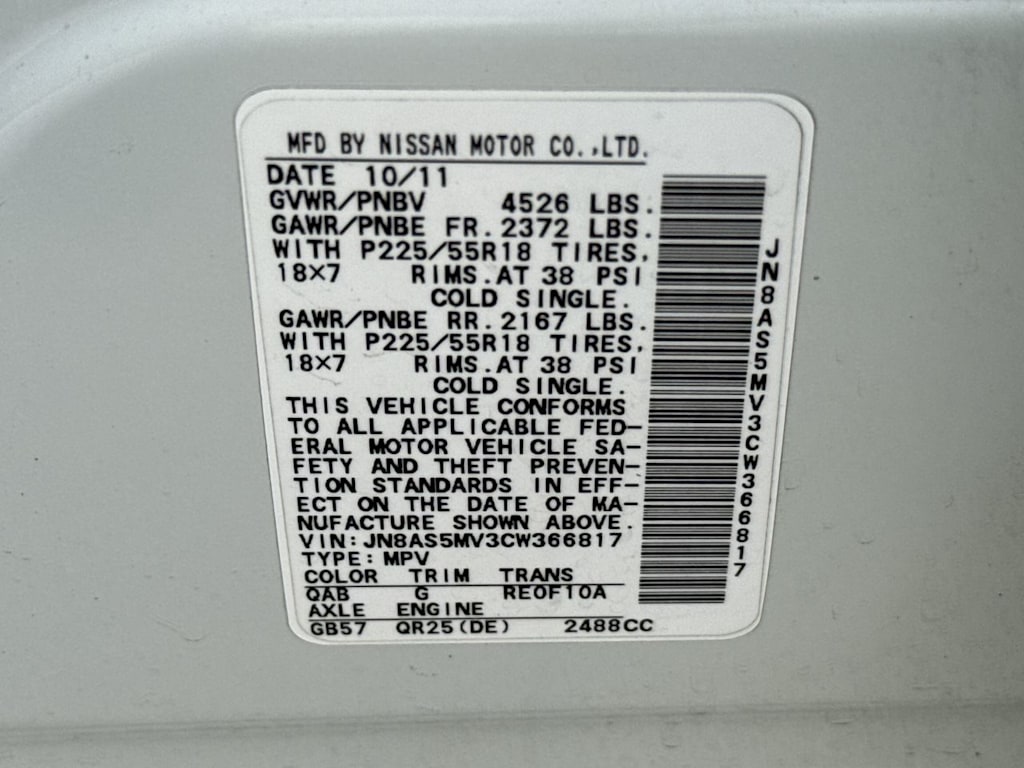 MFD BY NISSAN MOTOR CO.,LTD.
DATE 10/11
GVWR/PNBV 4526 LBS.
GAWR/PNBE FR.2372 LBS.
WITH P225/55R18 TIRES,
18×7 RIMS.AT 38 PSI
COLD SINGLE.
GAWR/PNBE RR.2167 LBS.
WITH P225/55R18 TIRES,
18×7 RIMS.AT 38 PSI
COLD SINGLE.
THIS VEHICLE CONFORMS
TO ALL APPLICABLE FED-
ERAL MOTOR VEHICLE SA-
FETY AND THEFT PREVEN-
TION STANDARDS IN EFF-
ECT ON THE DATE OF MA-
NUFACTURE SHOWN ABOVE.
VIN:JN8AS5MV3CW366817
TYPE:MPV
COLOR TRIM TRANS
QAB G RE0F10A
AXLE ENGINE
GB57 QR25(DE) 2488CC
JN8AS5MV3CW366817